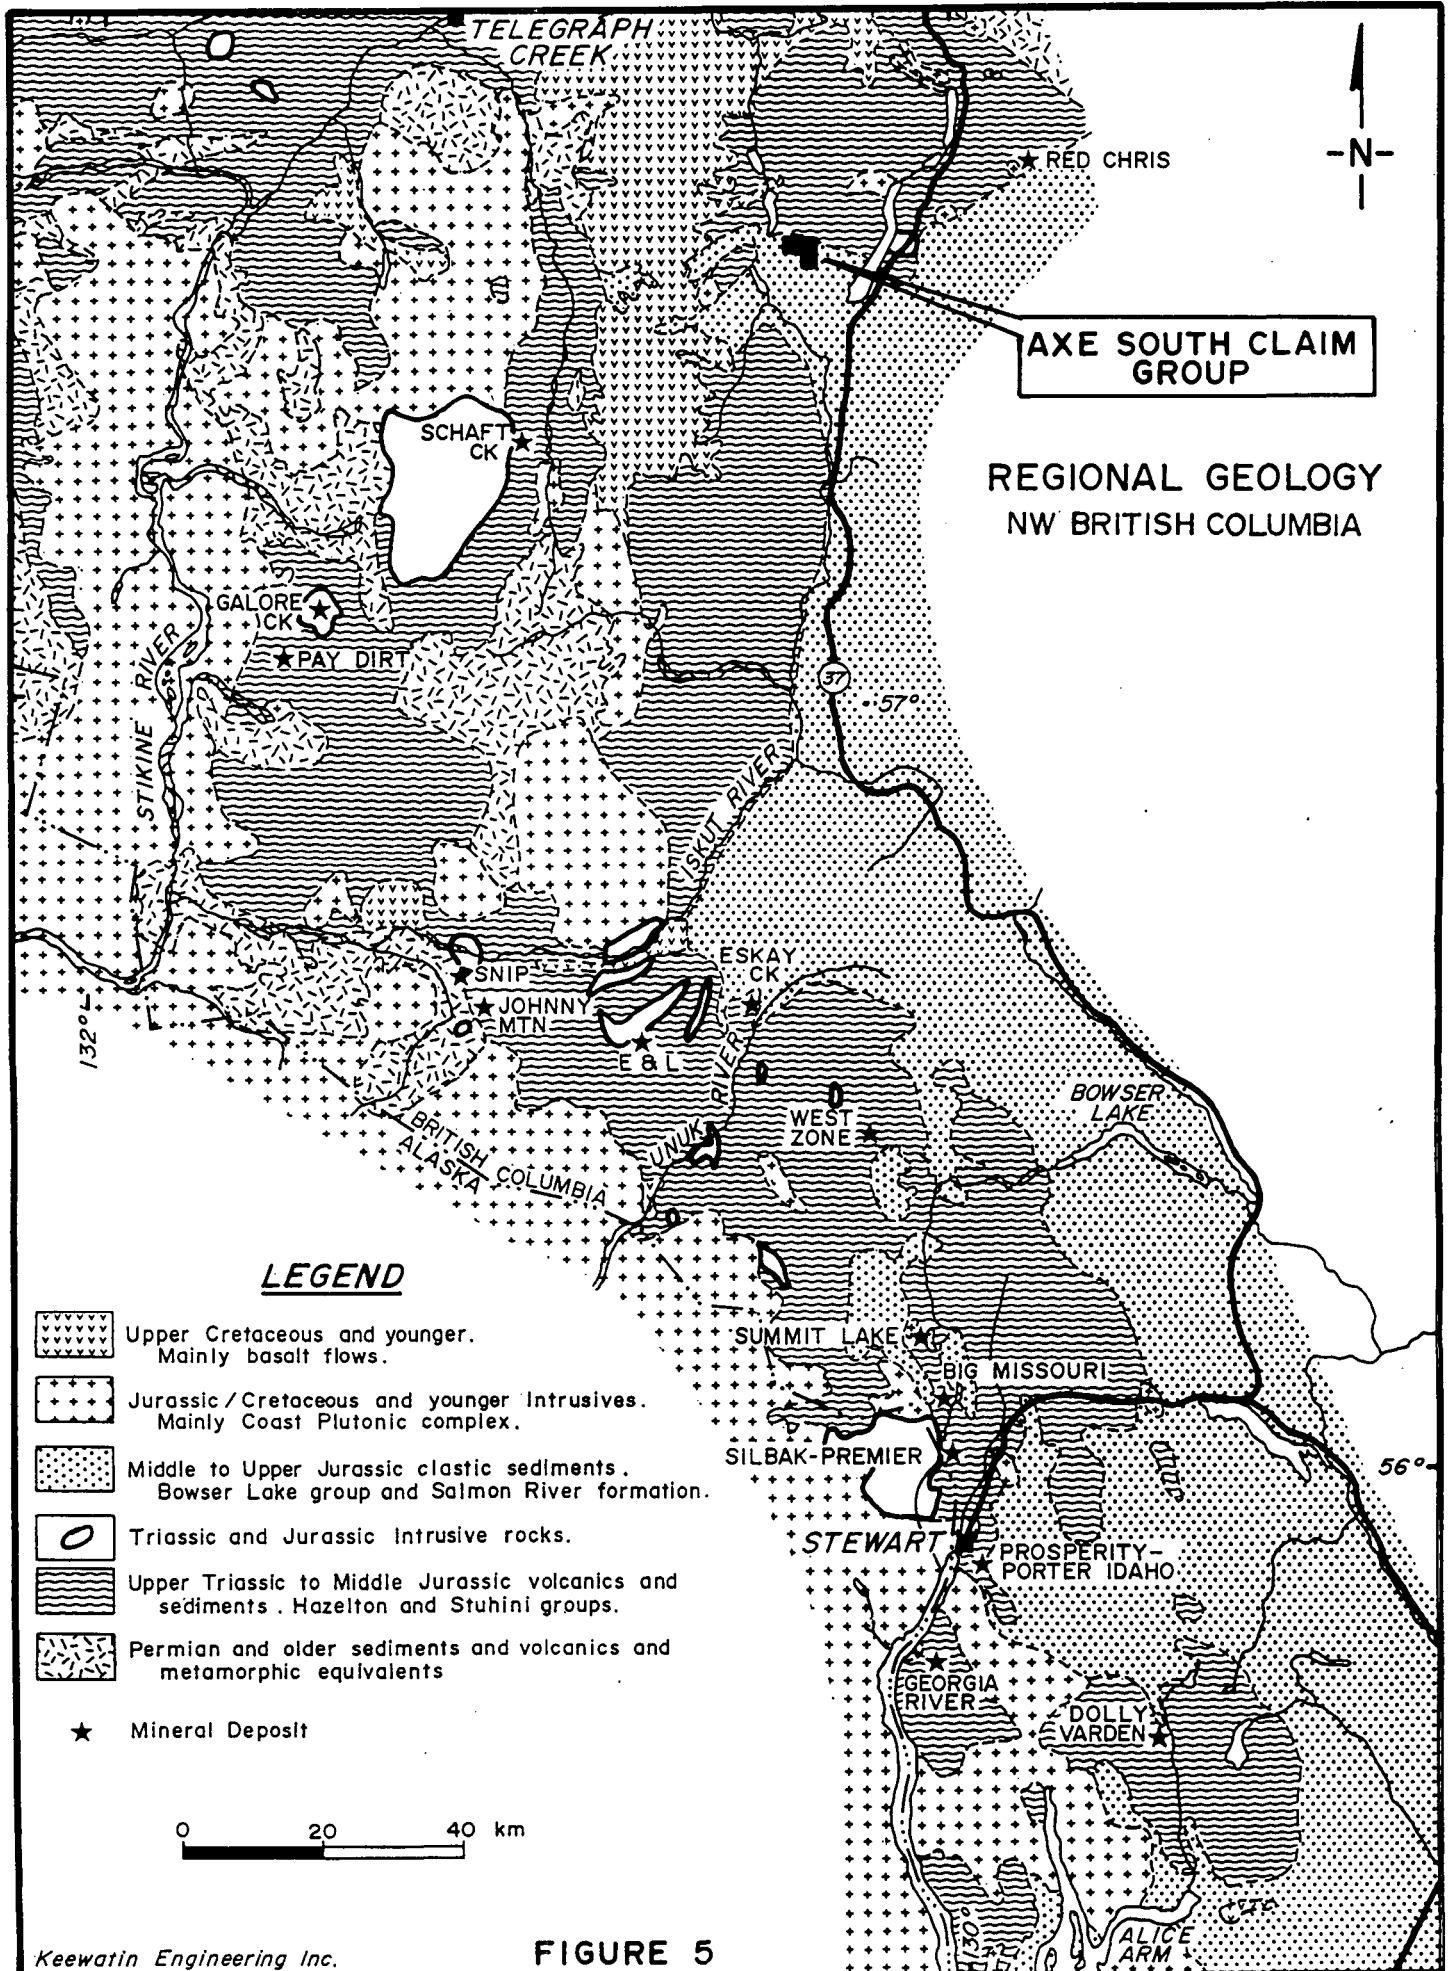 TELEGRAPH
CREEK
-N-
RED CHRIS
AXE SOUTH CLAIM
GROUP
SCHAFT
CK
REGIONAL GEOLOGY
NW BRITISH COLUMBIA
GALORE
CK
PAY DIRT
STIKINE RIVER
37
57°
ISKUT RIVER
ESKAY
CK
SNIP
JOHNNY
MTN
E & L
132°
UNUK RIVER
WEST
ZONE
BOWSER
LAKE
BRITISH COLUMBIA
ALASKA
LEGEND
Upper Cretaceous and younger.
Mainly basalt flows.
Jurassic/Cretaceous and younger Intrusives.
Mainly Coast Plutonic complex.
Middle to Upper Jurassic clastic sediments.
Bowser Lake group and Salmon River formation.
Triassic and Jurassic Intrusive rocks.
Upper Triassic to Middle Jurassic volcanics and
sediments. Hazelton and Stuhini groups.
Permian and older sediments and volcanics and
metamorphic equivalents
Mineral Deposit
SUMMIT LAKE
BIG MISSOURI
SILBAK-PREMIER
56°
STEWART
PROSPERITY-
PORTER IDAHO
GEORGIA
RIVER
DOLLY
VARDEN
0 20 40 km
130°
ALICE
ARM
Keewatin Engineering Inc.
FIGURE 5